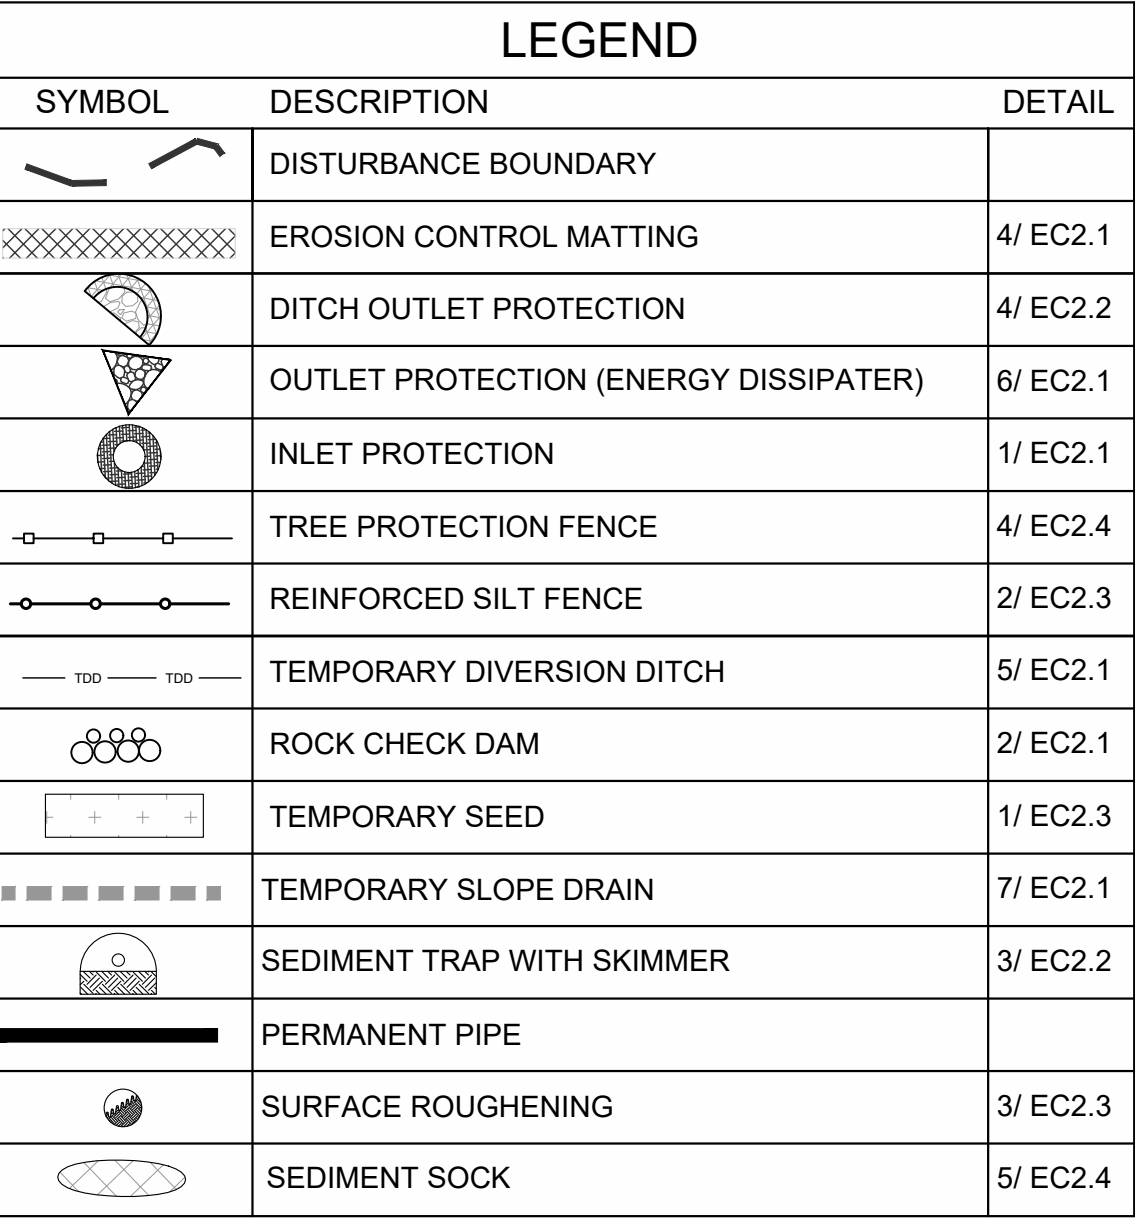 LEGEND
SYMBOL DESCRIPTION DETAIL
DISTURBANCE BOUNDARY
EROSION CONTROL MATTING 4/ EC2.1
DITCH OUTLET PROTECTION 4/ EC2.2
OUTLET PROTECTION (ENERGY DISSIPATER) 6/ EC2.1
INLET PROTECTION 1/ EC2.1
TREE PROTECTION FENCE 4/ EC2.4
REINFORCED SILT FENCE 2/ EC2.3
TDD TDD TEMPORARY DIVERSION DITCH 5/ EC2.1
ROCK CHECK DAM 2/ EC2.1
TEMPORARY SEED 1/ EC2.3
TEMPORARY SLOPE DRAIN 7/ EC2.1
SEDIMENT TRAP WITH SKIMMER 3/ EC2.2
PERMANENT PIPE
SURFACE ROUGHENING 3/ EC2.3
SEDIMENT SOCK 5/ EC2.4